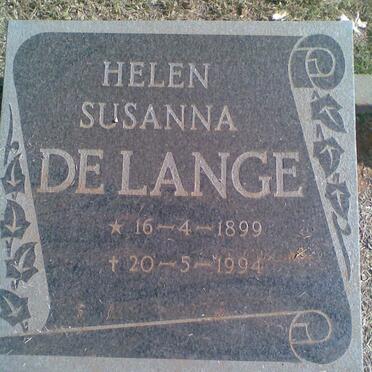 HELEN
SUSANNA
DE LANGE
★ 16-4-1899
† 20-5-1994